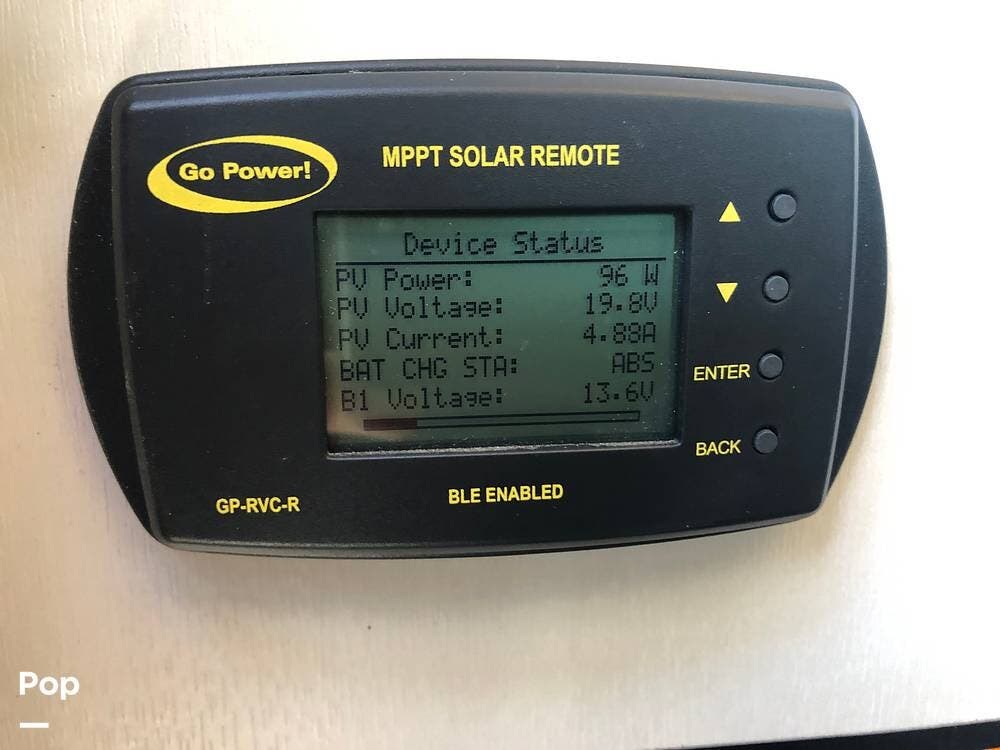 Go Power!
MPPT SOLAR REMOTE
Device Status
PV Power: 96 W
PV Voltage: 19.8V
PV Current: 4.88A
BAT CHG STA: ABS
B1 Voltage: 13.6V
ENTER
BACK
GP-RVC-R
BLE ENABLED
Pop